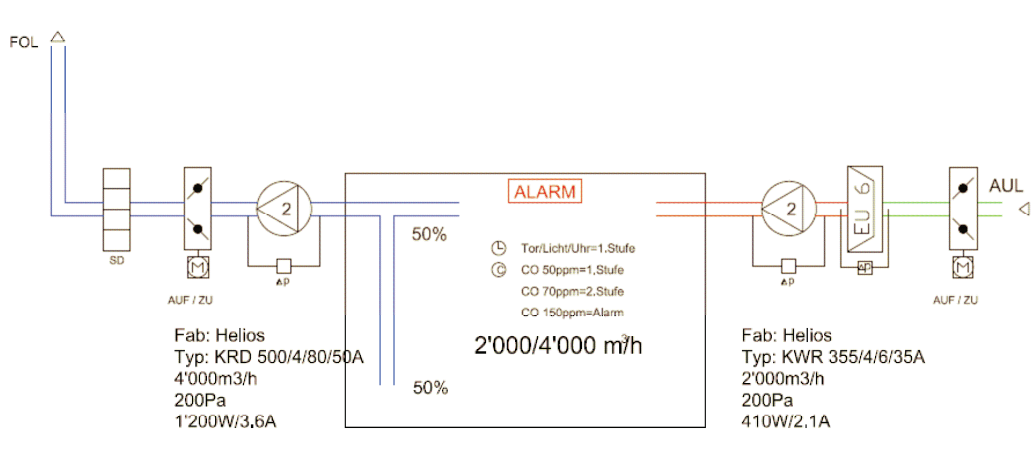 FOL
ALARM
AUL
2
2
EU 6
50%
Tor/Licht/Uhr=1.Stufe
C CO 50ppm=1.Stufe
CO 70ppm=2.Stufe
CO 150ppm=Alarm
SD
M
Δp
Δp
Δp
M
AUF / ZU
AUF / ZU
2'000/4'000 m³/h
50%
Fab: Helios
Typ: KRD 500/4/80/50A
4'000m3/h
200Pa
1'200W/3.6A
Fab: Helios
Typ: KWR 355/4/6/35A
2'000m3/h
200Pa
410W/2.1A